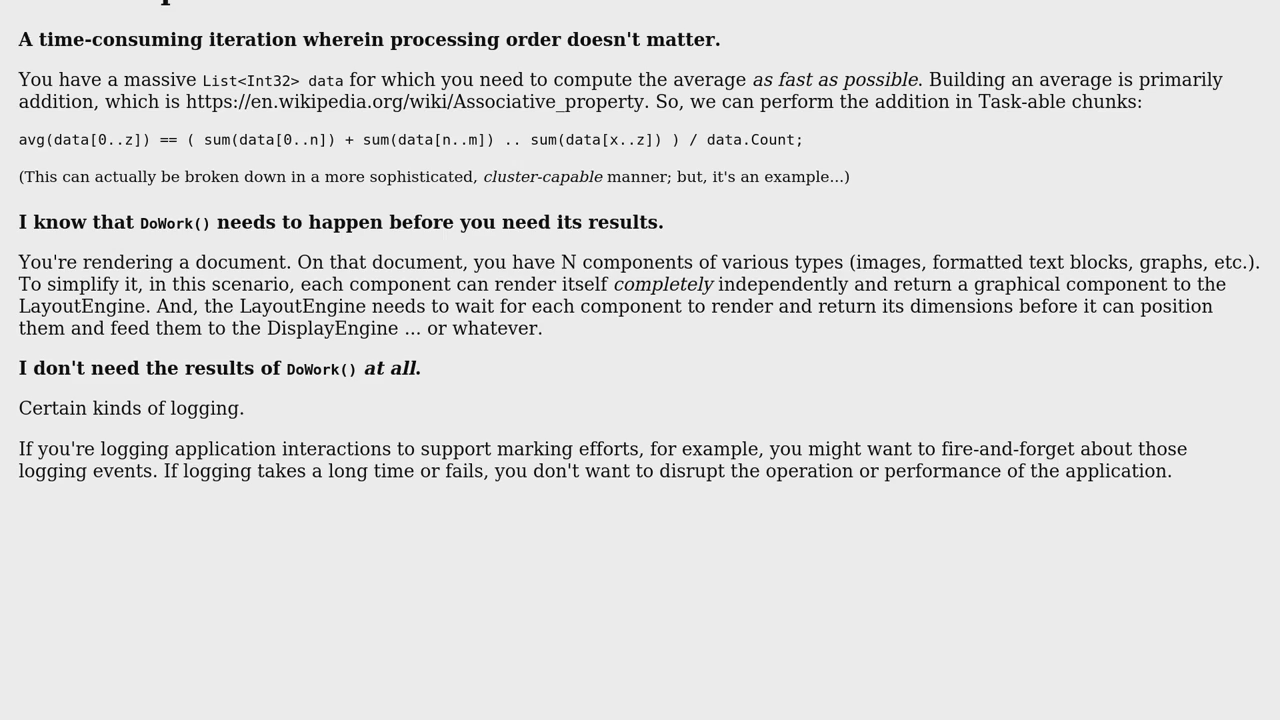 A time-consuming iteration wherein processing order doesn't matter.
You have a massive List<Int32> data for which you need to compute the average as fast as possible. Building an average is primarily
addition, which is https://en.wikipedia.org/wiki/Associative_property. So, we can perform the addition in Task-able chunks:
avg(data[0..z]) == ( sum(data[0..n]) + sum(data[n..m]) .. sum(data[x..z]) ) / data.Count;
(This can actually be broken down in a more sophisticated, cluster-capable manner; but, it's an example...)
I know that DoWork() needs to happen before you need its results.
You're rendering a document. On that document, you have N components of various types (images, formatted text blocks, graphs, etc.).
To simplify it, in this scenario, each component can render itself completely independently and return a graphical component to the
LayoutEngine. And, the LayoutEngine needs to wait for each component to render and return its dimensions before it can position
them and feed them to the DisplayEngine ... or whatever.
I don't need the results of DoWork() at all.
Certain kinds of logging.
If you're logging application interactions to support marking efforts, for example, you might want to fire-and-forget about those
logging events. If logging takes a long time or fails, you don't want to disrupt the operation or performance of the application.